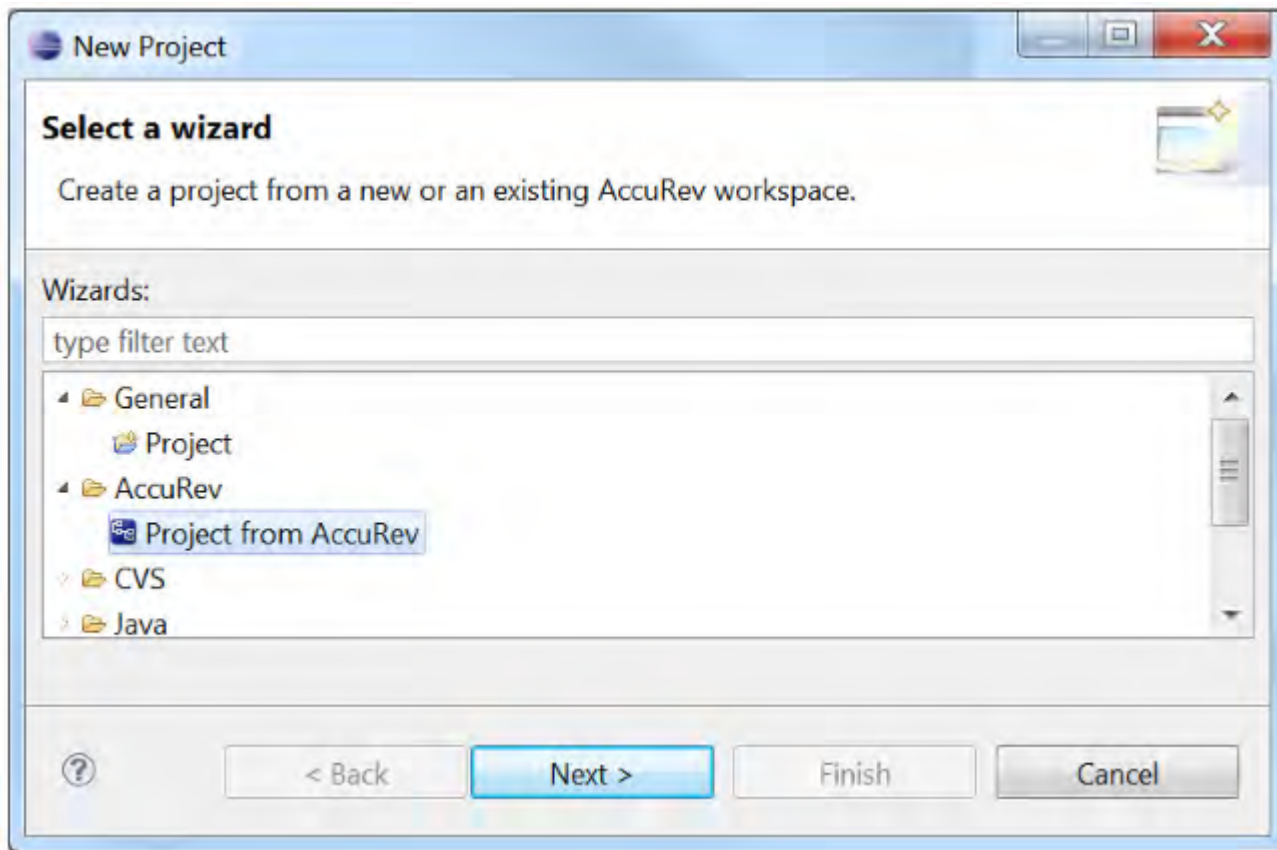 New Project
Select a wizard
Create a project from a new or an existing AccuRev workspace.
Wizards:
type filter text
General
Project
AccuRev
Project from AccuRev
CVS
Java
?
< Back
Next >
Finish
Cancel